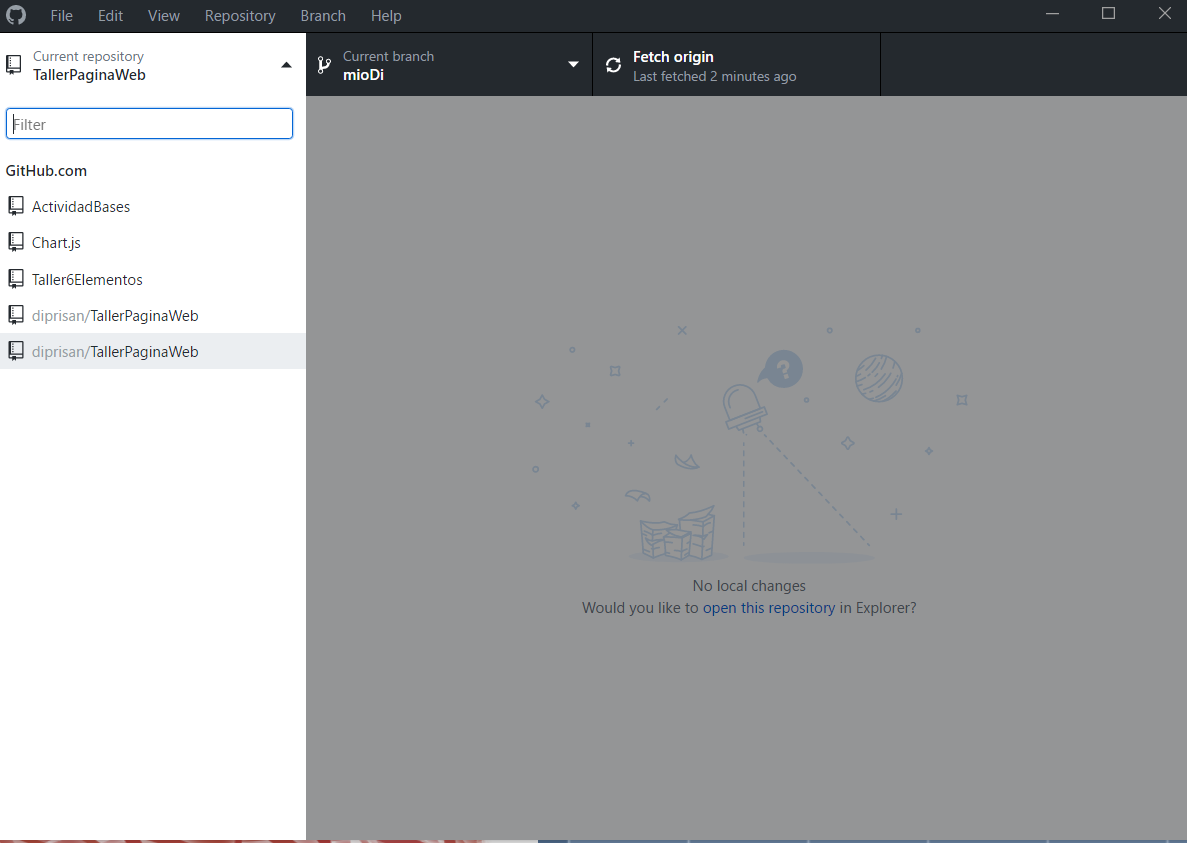 File Edit View Repository Branch Help
Current repository
TallerPaginaWeb
Current branch
mioDi
Fetch origin
Last fetched 2 minutes ago
Filter
GitHub.com
ActividadBases
Chart.js
Taller6Elementos
diprisan/TallerPaginaWeb
diprisan/TallerPaginaWeb
?
No local changes
Would you like to open this repository in Explorer?